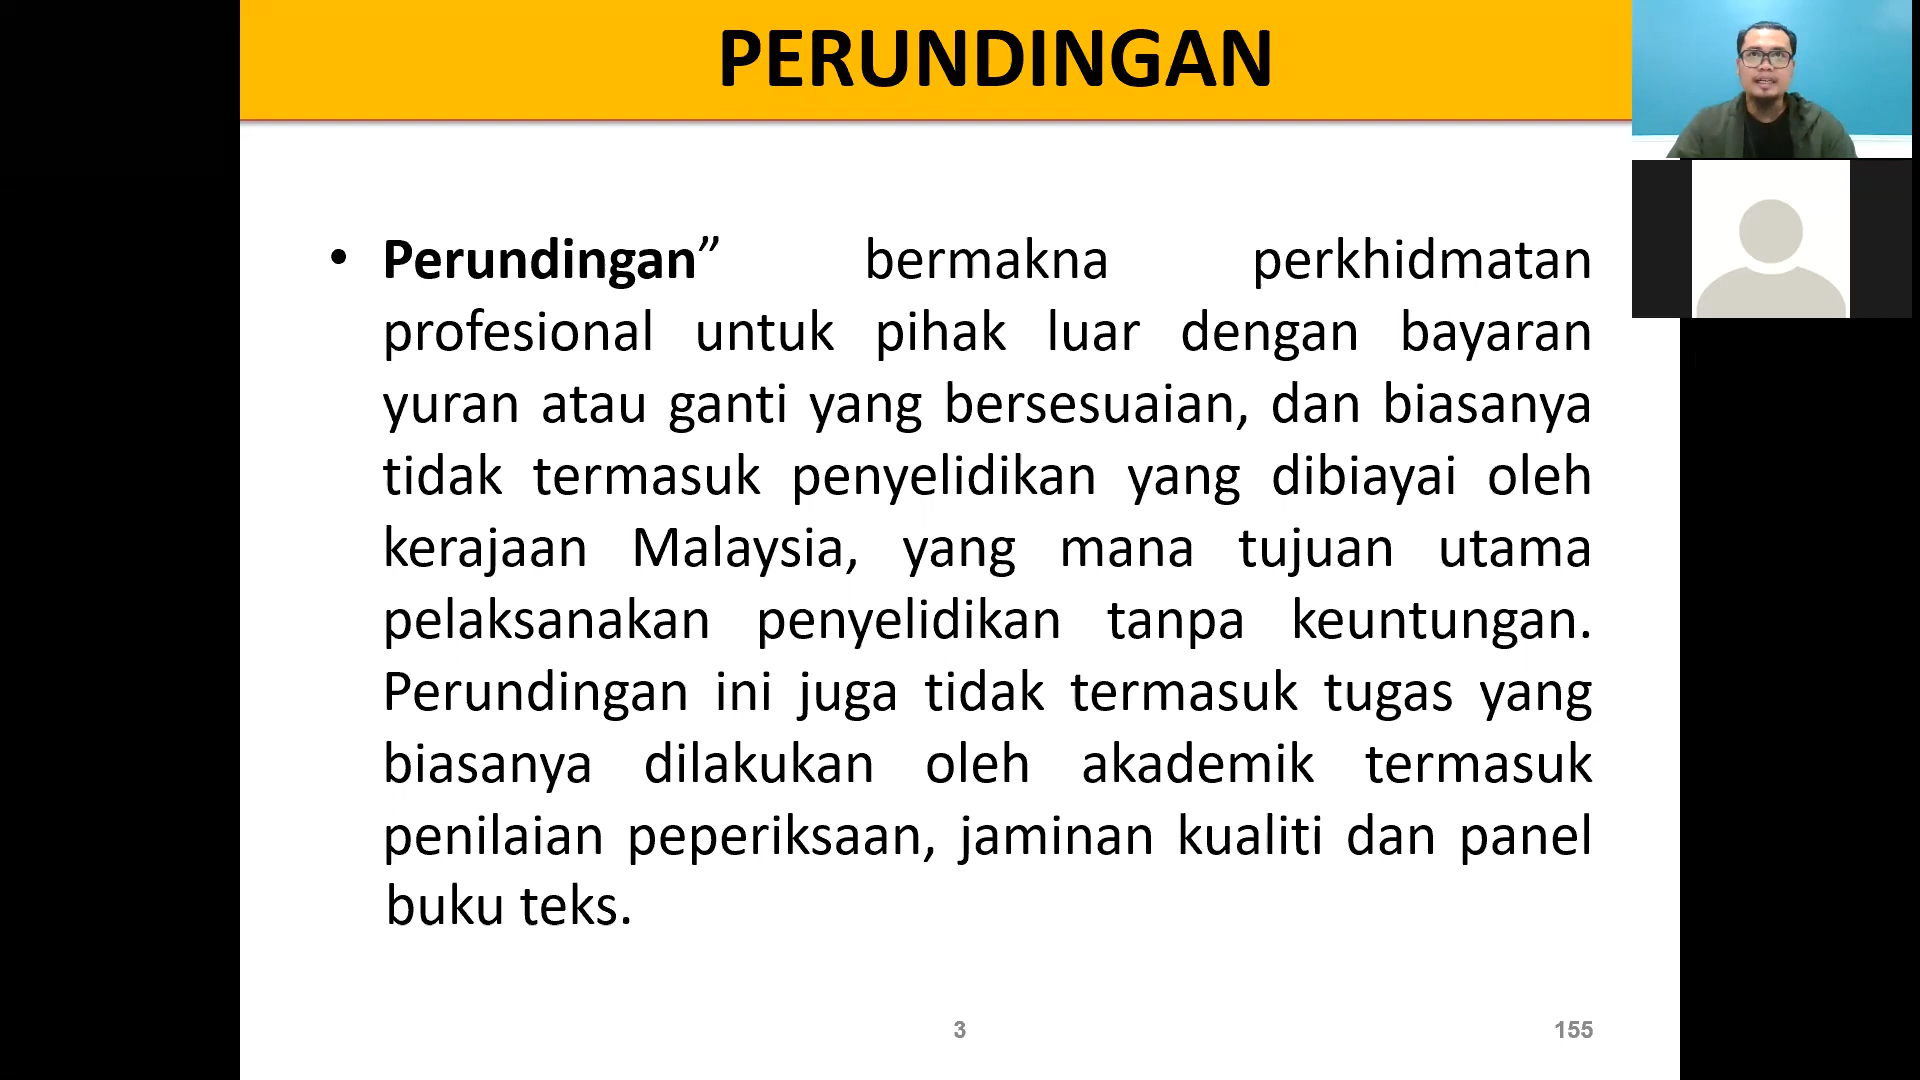 PERUNDINGAN
• Perundingan” bermakna perkhidmatan
profesional untuk pihak luar dengan bayaran
yuran atau ganti yang bersesuaian, dan biasanya
tidak termasuk penyelidikan yang dibiayai oleh
kerajaan Malaysia, yang mana tujuan utama
pelaksanakan penyelidikan tanpa keuntungan.
Perundingan ini juga tidak termasuk tugas yang
biasanya dilakukan oleh akademik termasuk
penilaian peperiksaan, jaminan kualiti dan panel
buku teks.
3
155